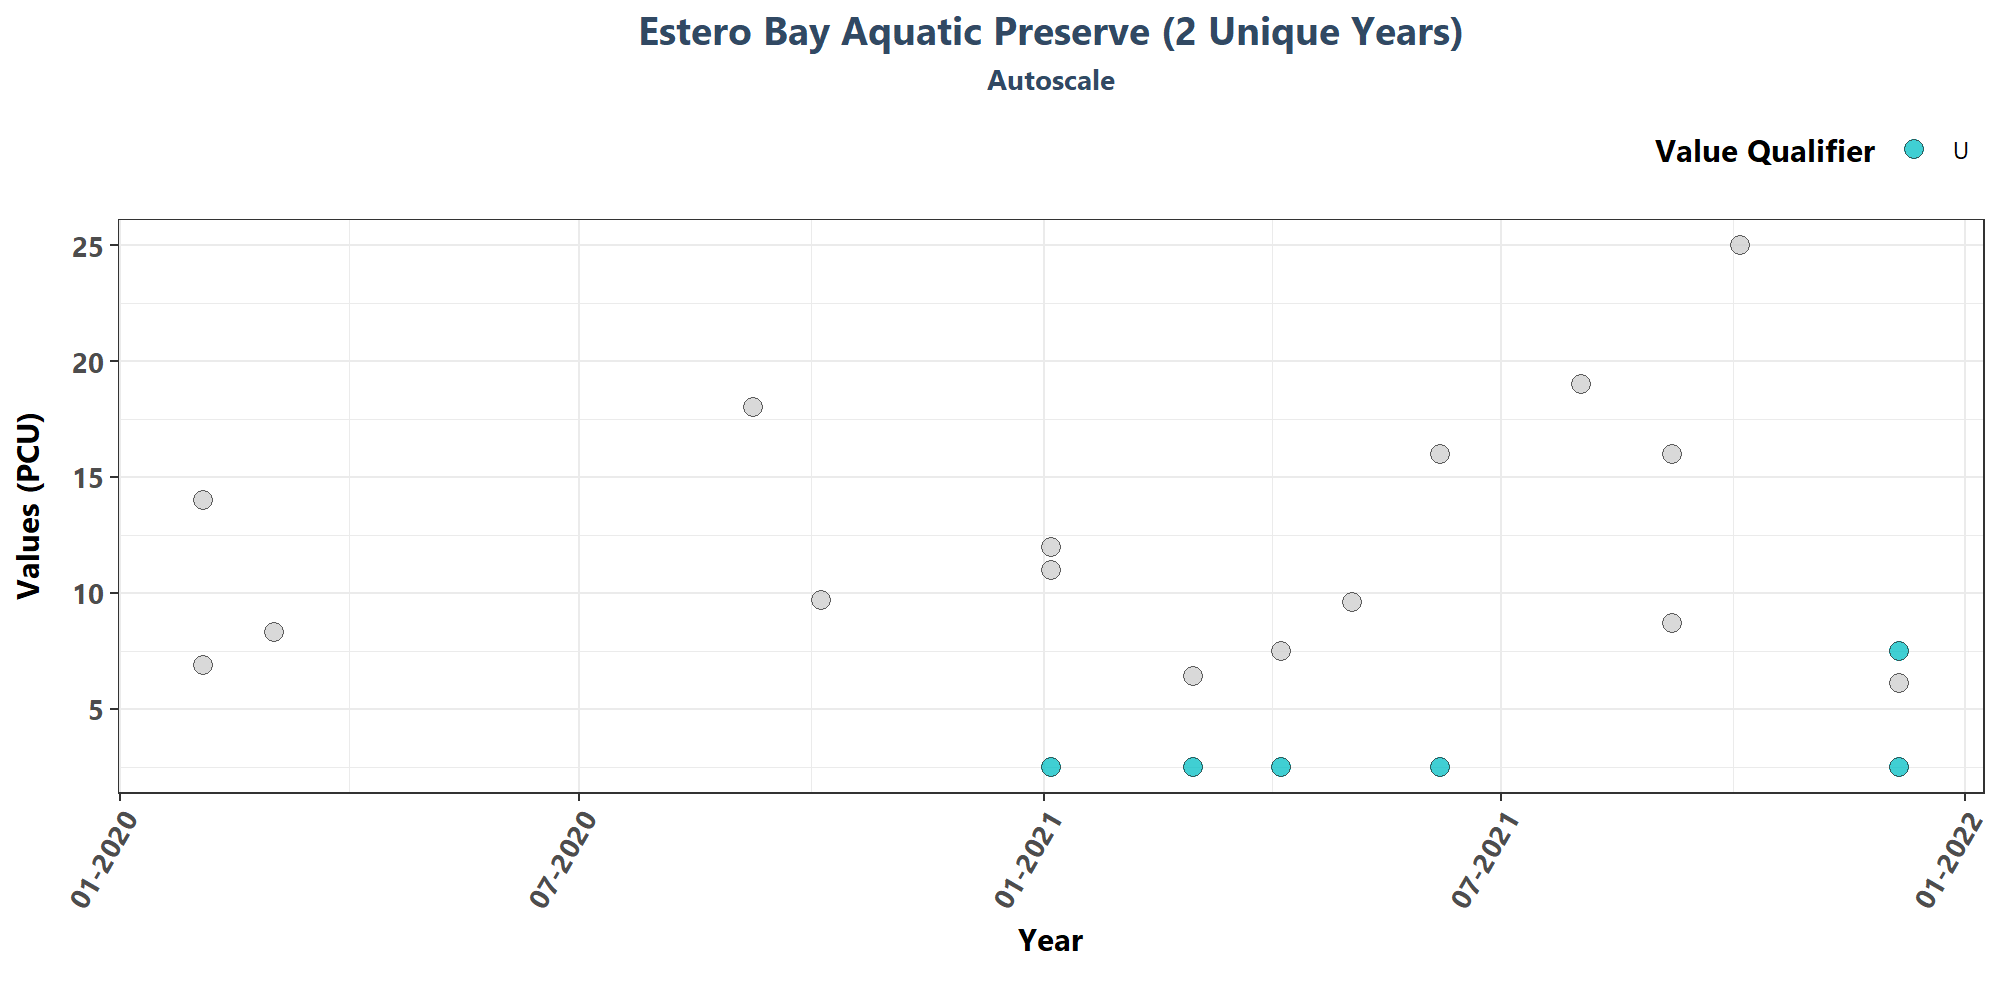 Estero Bay Aquatic Preserve (2 Unique Years)
Autoscale
Value Qualifier U
Values (PCU)
25
20
15
10
5
01-2020 07-2020 01-2021 07-2021 01-2022
Year